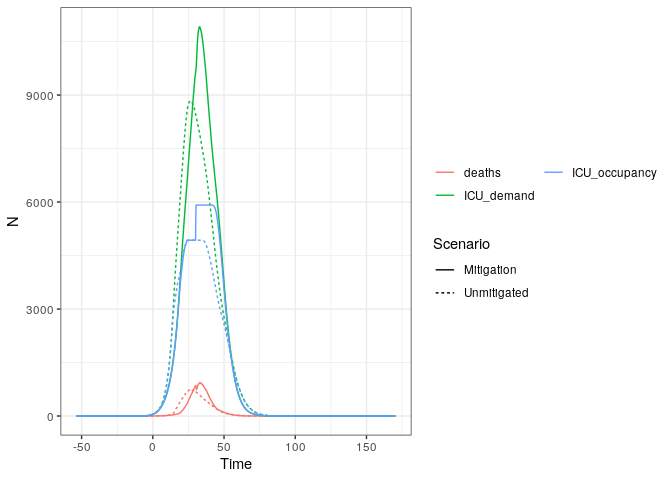 9000
6000
3000
0
N
-50 0 50 100 150
Time
deaths ICU_occupancy
ICU_demand
Scenario
Mitigation
Unmitigated